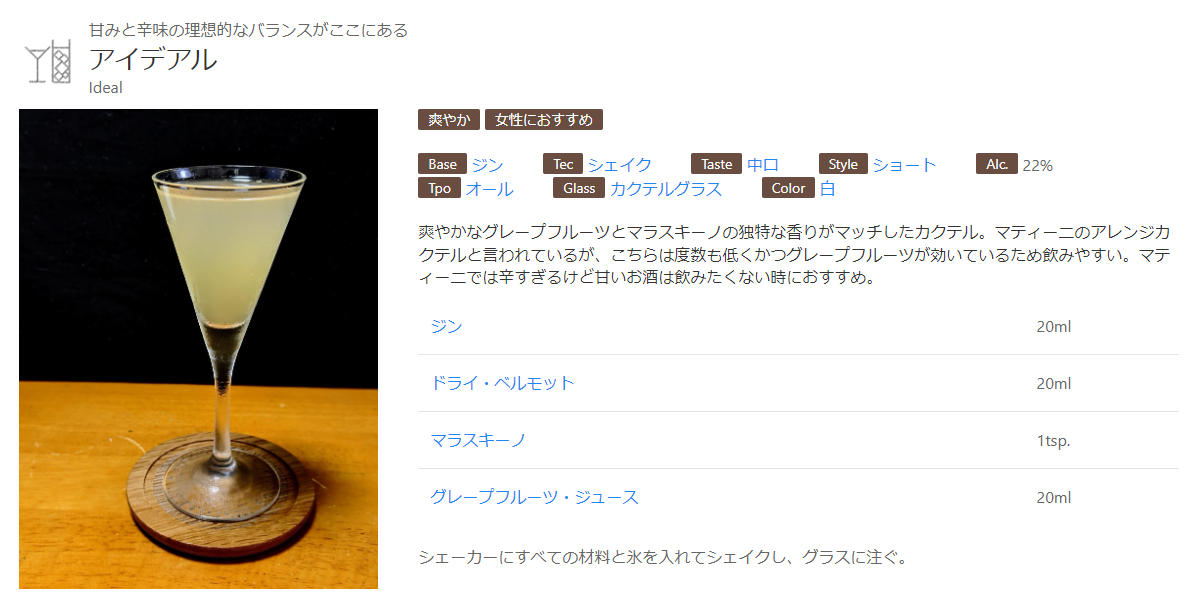 甘みと辛味の理想的なバランスがここにある
アイデアル
Ideal
爽やか 女性におすすめ
Base ジン Tec シェイク Taste 中口 Style ショート Alc. 22%
Tpo オール Glass カクテルグラス Color 白
爽やかなグレープフルーツとマラスキーノの独特な香りがマッチしたカクテル。マティーニのアレンジカ
クテルと言われているが、こちらは度数も低くかつグレープフルーツが効いているため飲みやすい。マテ
ィーニでは辛すぎるけど甘いお酒は飲みたくない時におすすめ。
ジン 20ml
ドライ・ベルモット 20ml
マラスキーノ 1tsp.
グレープフルーツ・ジュース 20ml
シェーカーにすべての材料と氷を入れてシェイクし、グラスに注ぐ。